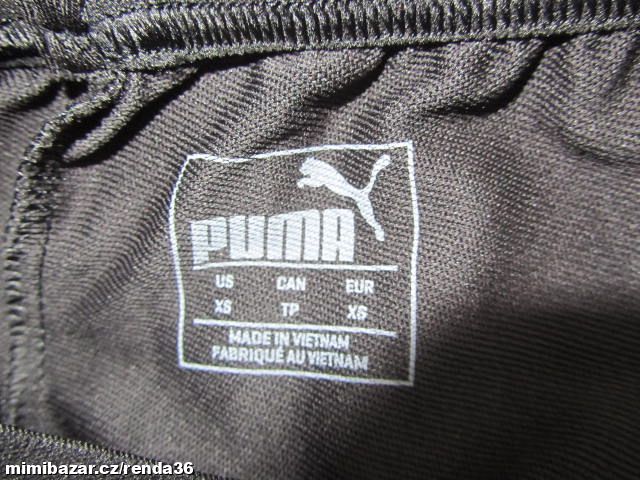 PUMA
US CAN EUR
XS TP XS
MADE IN VIETNAM
FABRIQUÉ AU VIETNAM
mimibazar.cz/renda36